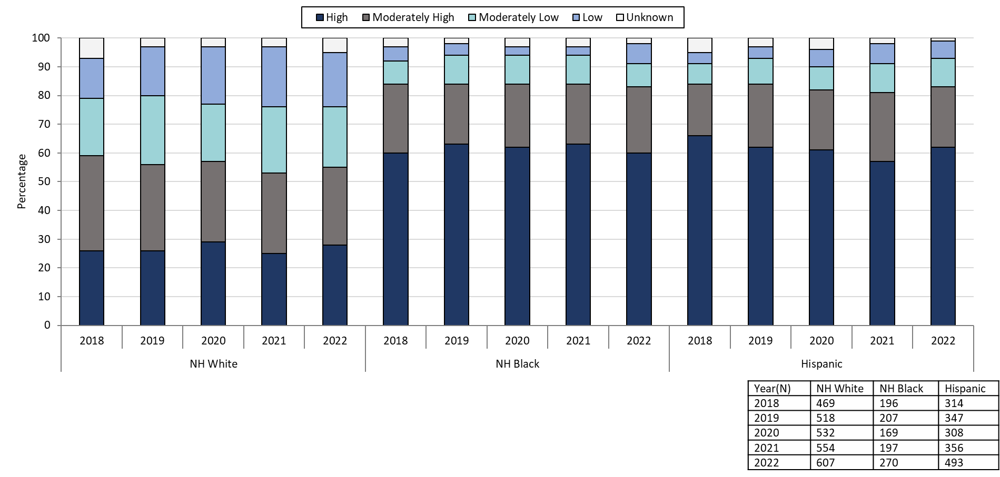 High Moderately High Moderately Low Low Unknown
100
90
80
70
60
50
40
30
20
10
0
Percentage
2018 2019 2020 2021 2022 2018 2019 2020 2021 2022 2018 2019 2020 2021 2022
NH White NH Black Hispanic
Year(N) NH White NH Black Hispanic
2018 469 196 314
2019 518 207 347
2020 532 169 308
2021 554 197 356
2022 607 270 493